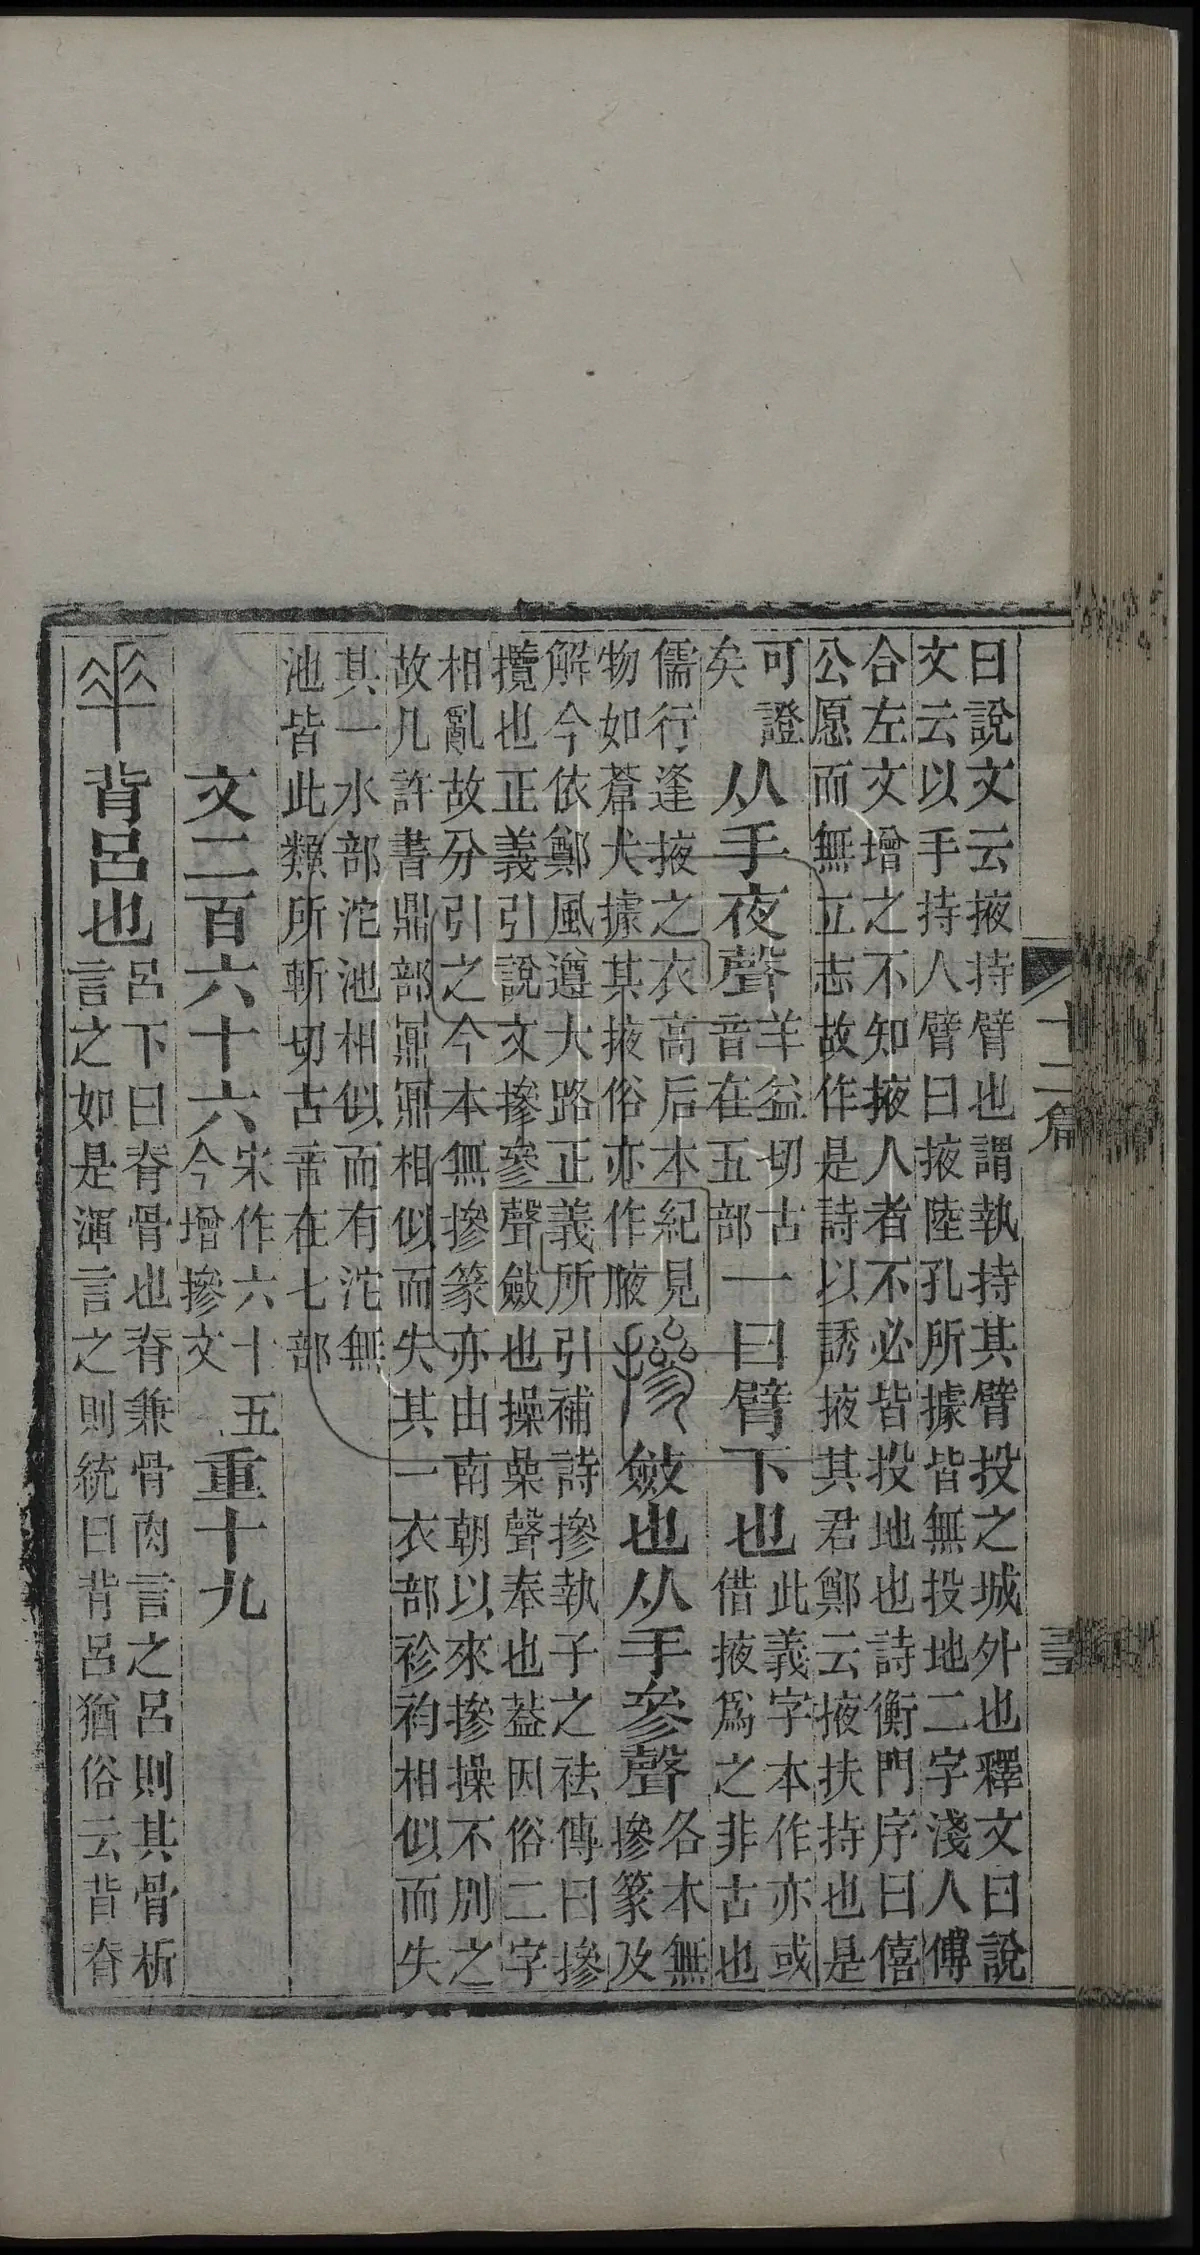 曰說文云掖持臂也謂執持其臂投之城外也釋文曰說
文云以手持人臂曰掖陸孔所據皆無投地二字淺人傅
合左文增之不知掖人者不必皆投地也詩衡門序曰僖
公愿而無立志故作是詩以誘掖其君鄭云掖扶持也是
可證
矣
从手夜聲
羊益切古
音在五部
一曰臂下也
此義字本作亦或
借掖爲之非古也
儒行逢掖之衣高后本紀見
物如蒼犬據其掖俗亦作腋
摻斂也从手參聲
各本無
摻篆及
解今依鄭風遵大路正義所引補詩摻執子之祛傳曰摻
攬也正義引說文摻參聲斂也操喿聲奉也葢因俗二字
相亂故分引之今本無摻篆亦由南朝以來摻操不別之
故凡許書鼎部鼏鼏相似而失其一衣部袗袀相似而失
其一水部沱池相似而有沱無
池皆此類所斬切古音在七部
文二百六十六
宋作六十五
今增摻文
重十九
背呂也
呂下曰脊骨也脊兼骨肉言之呂則其骨析
言之如是渾言之則統曰背呂猶俗云背脊
十二篇